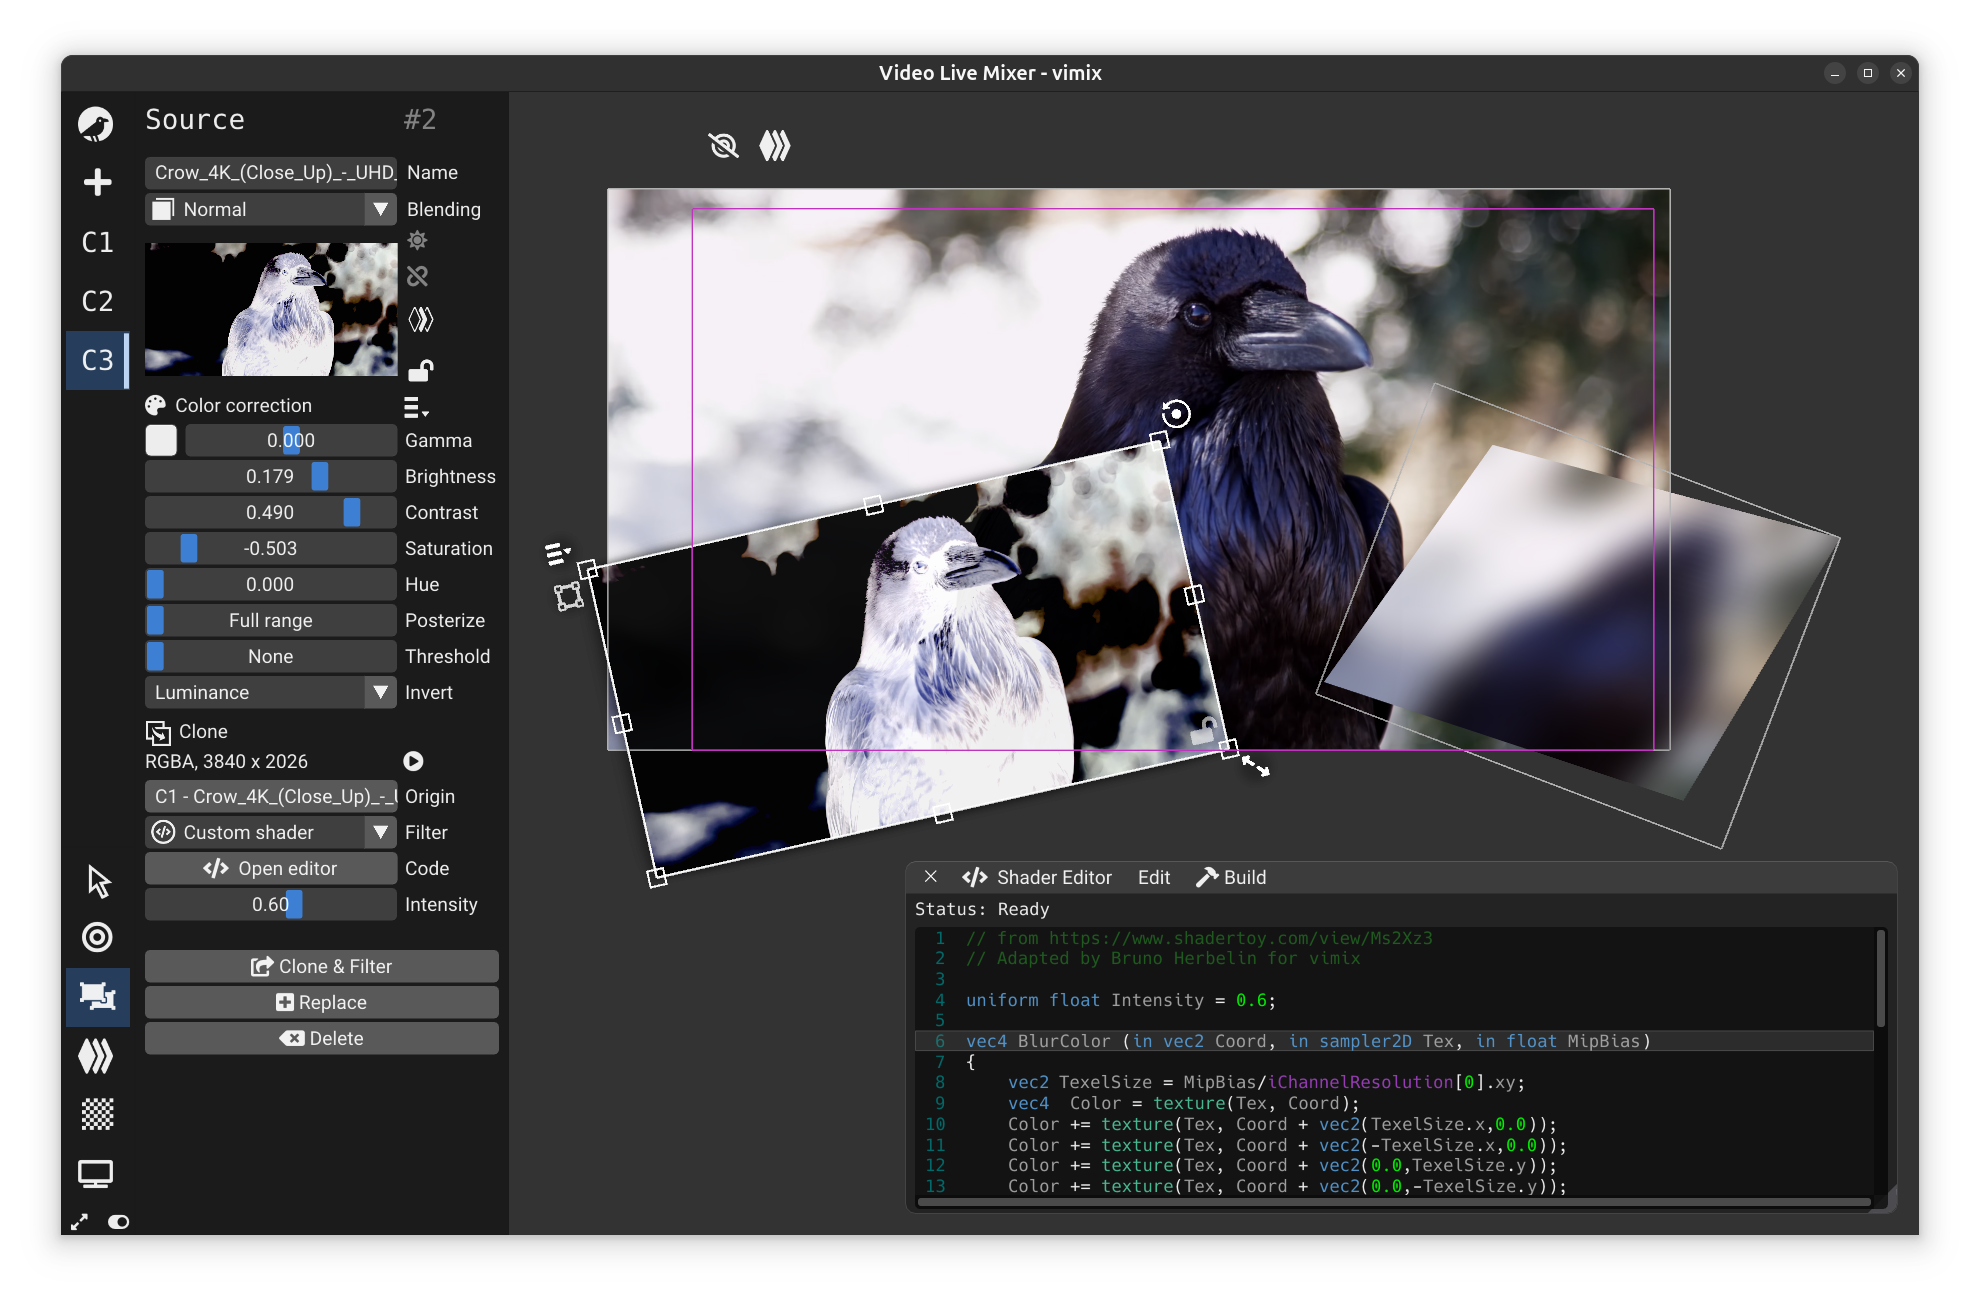 Video Live Mixer - vimix
Source #2
Crow_4K_(Close_Up)_-_UHD_ Name
Normal Blending
C1
C2
C3
Color correction
0.000 Gamma
0.179 Brightness
0.490 Contrast
-0.503 Saturation
0.000 Hue
Full range Posterize
None Threshold
Luminance Invert
Clone
RGBA, 3840 x 2026
C1 - Crow_4K_(Close_Up)_-_ Origin
Custom shader Filter
Open editor Code
0.60 Intensity
Clone & Filter
Replace
Delete
Shader Editor Edit Build
Status: Ready
1 // from https://www.shadertoy.com/view/Ms2Xz3
2 // Adapted by Bruno Herbelin for vimix
3
4 uniform float Intensity = 0.6;
5
6 vec4 BlurColor (in vec2 Coord, in sampler2D Tex, in float MipBias)
7 {
8 vec2 TexelSize = MipBias/iChannelResolution[0].xy;
9 vec4  Color = texture(Tex, Coord);
10 Color += texture(Tex, Coord + vec2(TexelSize.x,0.0));
11 Color += texture(Tex, Coord + vec2(-TexelSize.x,0.0));
12 Color += texture(Tex, Coord + vec2(0.0,TexelSize.y));
13 Color += texture(Tex, Coord + vec2(0.0,-TexelSize.y));